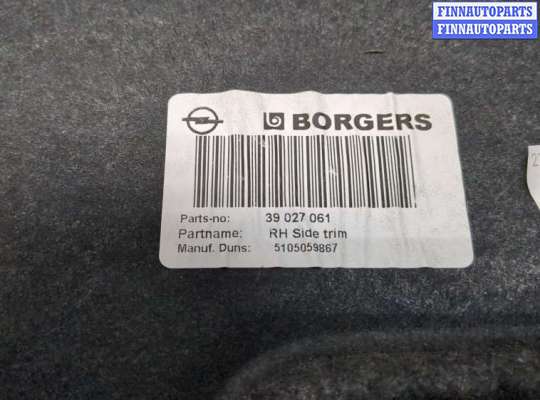 FINNAUTOPARTS
FINNAUTOPARTS
BORGERS
Parts-no: 39 027 061
Partname: RH Side trim
Manuf. Duns: 5105059867